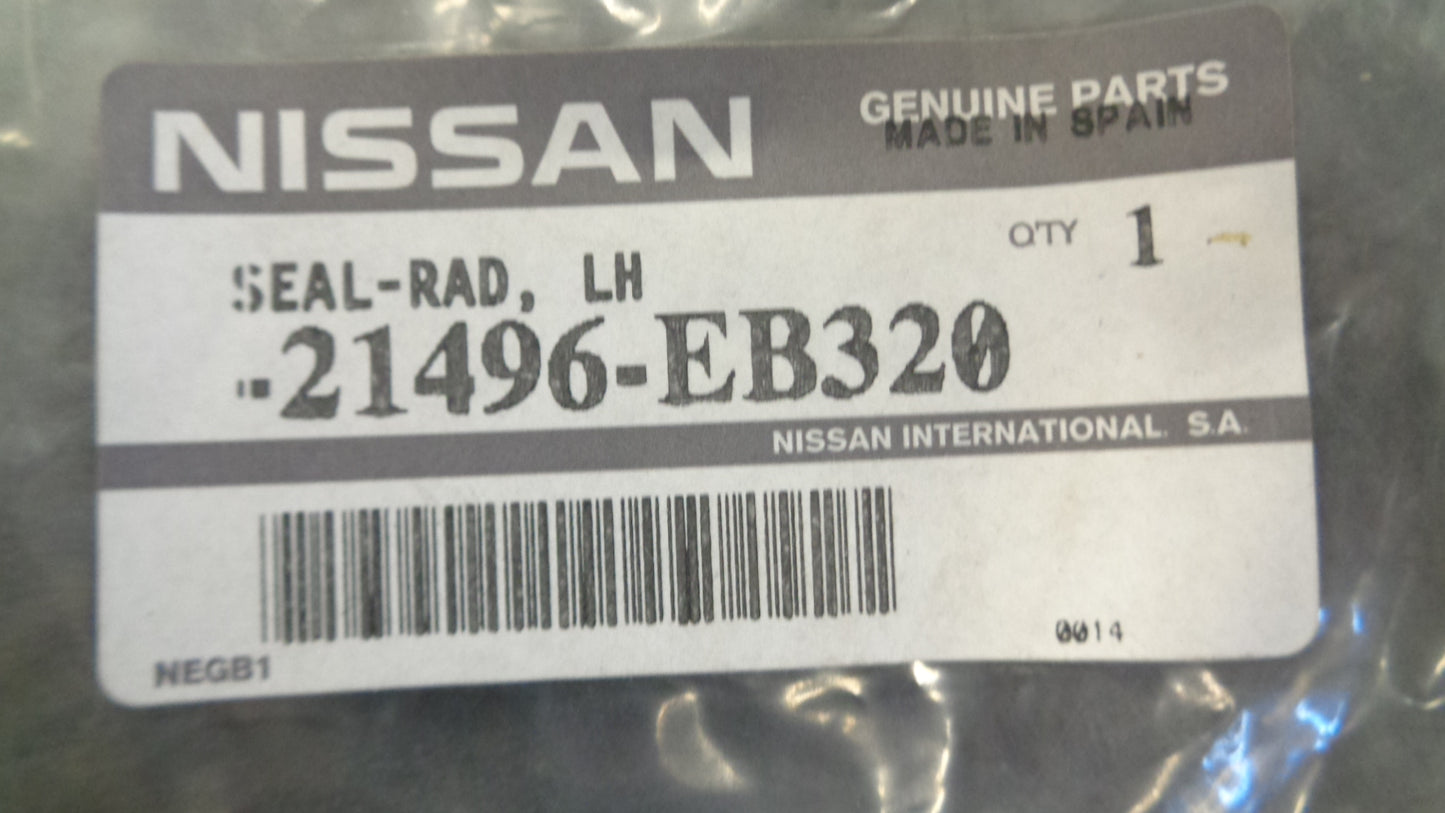 NISSAN
GENUINE PARTS
MADE IN SPAIN
QTY 1
SEAL-RAD, LH
-21496-EB320
NISSAN INTERNATIONAL. S.A.
NEGB1
0014